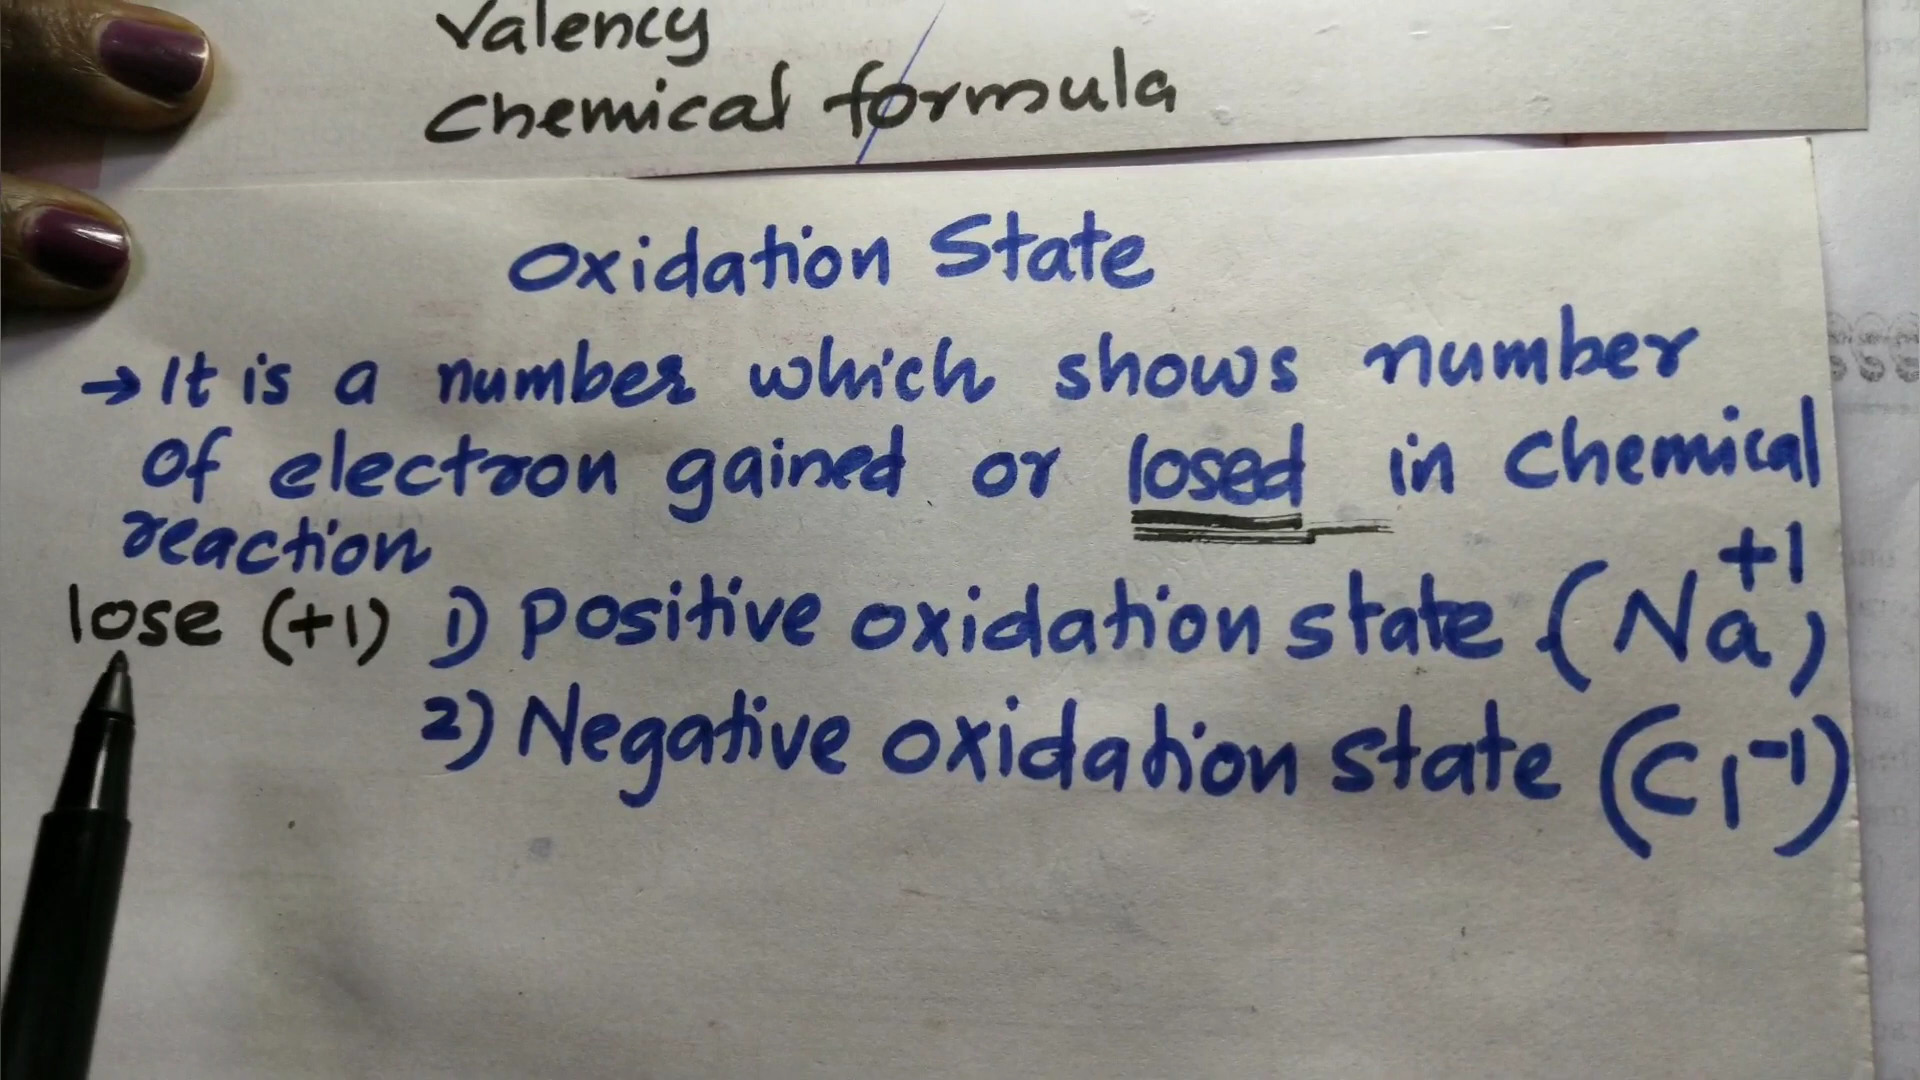 Valency
Chemical formula
Oxidation State
→ It is a number which shows number
of electron gained or losed in chemical
reaction
lose (+1) 1) Positive oxidation state (Na⁺¹)
2) Negative oxidation state (Cl⁻¹)